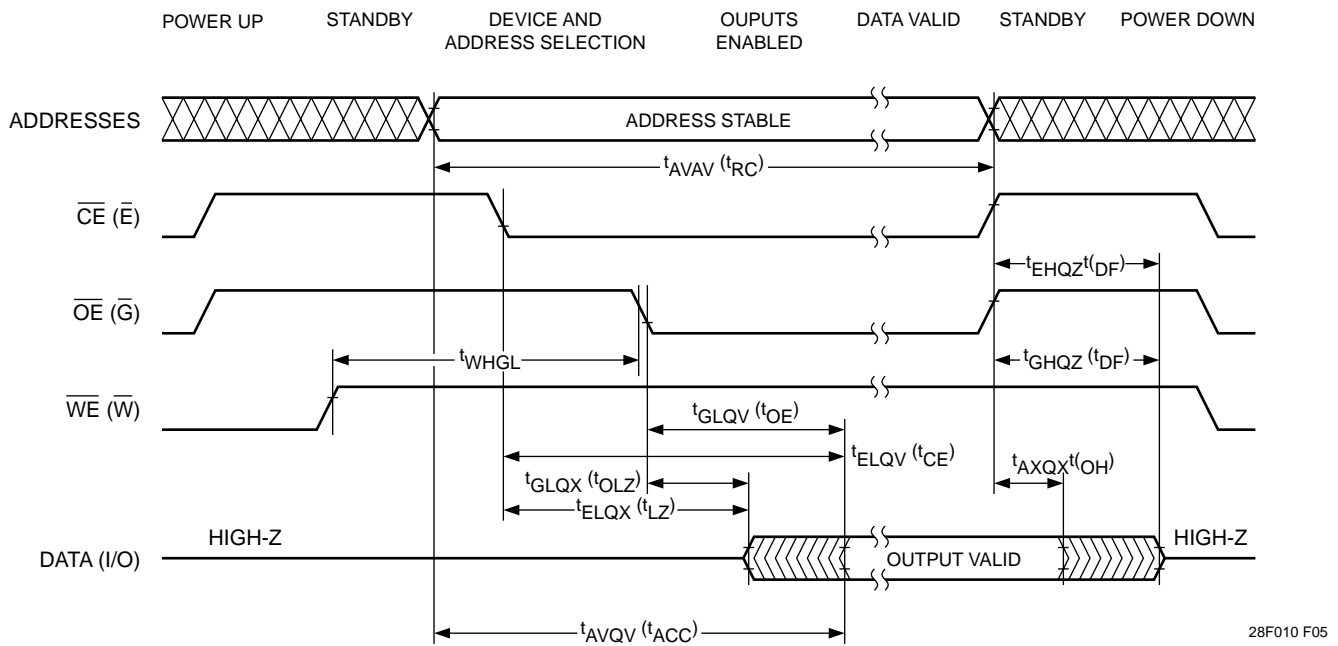 POWER UP STANDBY DEVICE AND ADDRESS SELECTION OUPUTS ENABLED DATA VALID STANDBY POWER DOWN
ADDRESSES
ADDRESS STABLE
tAVAV (tRC)
CE (E)
tEHQZt(DF)
OE (G)
tWHGL
tGHQZ (tDF)
WE (W)
tGLQV (tOE)
tELQV (tCE)
tAXQXt(OH)
tGLQX (tOLZ)
tELQX (tLZ)
HIGH-Z
HIGH-Z
DATA (I/O)
OUTPUT VALID
tAVQV (tACC)
28F010 F05